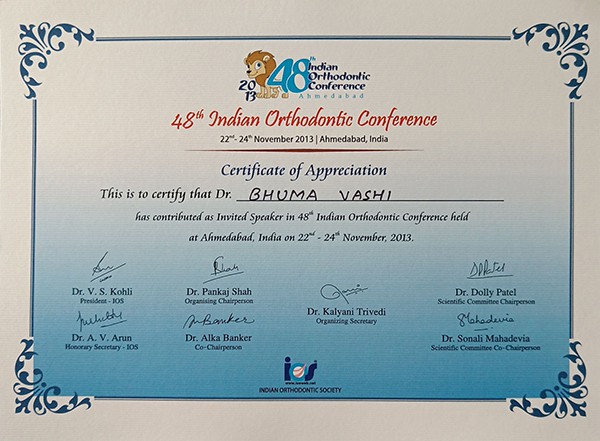 2013
48th Indian
Orthodontic
Conference
Ahmedabad
48th Indian Orthodontic Conference
22nd- 24th November 2013 | Ahmedabad, India
Certificate of Appreciation
This is to certify that Dr. BHUMA VASHI
has contributed as Invited Speaker in 48th Indian Orthodontic Conference held
at Ahmedabad, India on 22nd - 24th November, 2013.
Dr. V. S. Kohli
President - IOS
Shah
Dr. Pankaj Shah
Organising Chairperson
Dr. Kalyani Trivedi
Organizing Secretary
DPatel
Dr. Dolly Patel
Scientific Committee Chairperson
Dr. A. V. Arun
Honorary Secretary - IOS
Banker
Dr. Alka Banker
Co-Chairperson
SMahadevia
Dr. Sonali Mahadevia
Scientific Committee Co-Chairperson
ios
INDIAN ORTHODONTIC SOCIETY